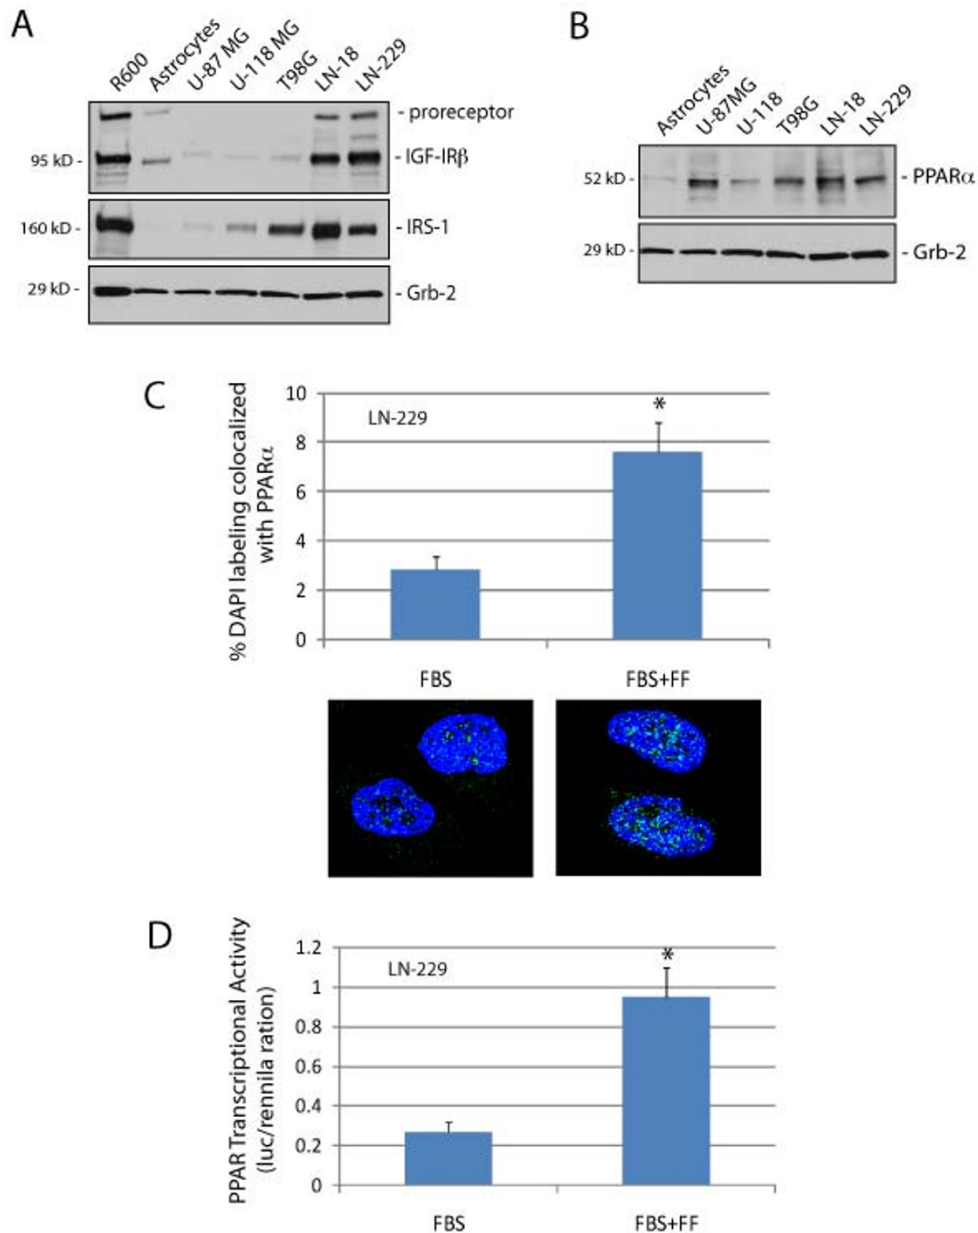 A
R600 Astrocytes U-87 MG U-118 MG T98G LN-18 LN-229
- proreceptor
95 kD - - IGF-IRβ
160 kD - - IRS-1
29 kD - - Grb-2
B
Astrocytes U-87MG U-118 T98G LN-18 LN-229
52 kD - - PPARα
29 kD - - Grb-2
C
% DAPI labeling colocalized
with PPARα
10
8
6
4
2
0
LN-229
*
FBS FBS+FF
D
PPAR Transcriptional Activity
(luc/rennila ration)
1.2
1
0.8
0.6
0.4
0.2
0
LN-229
*
FBS FBS+FF